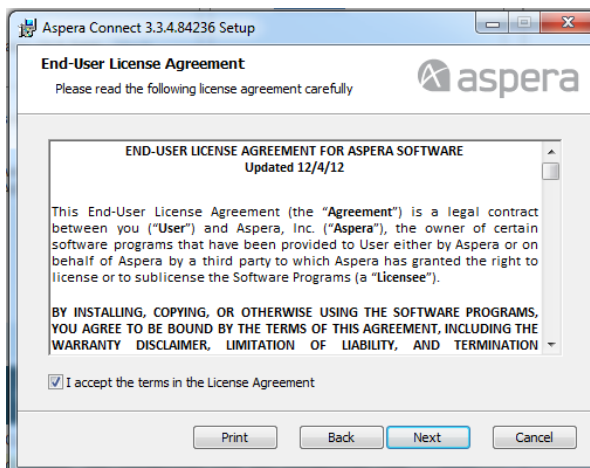 Aspera Connect 3.3.4.84236 Setup
End-User License Agreement
Please read the following license agreement carefully
aspera
END-USER LICENSE AGREEMENT FOR ASPERA SOFTWARE
Updated 12/4/12
This End-User License Agreement (the “Agreement”) is a legal contract
between you (“User”) and Aspera, Inc. (“Aspera”), the owner of certain
software programs that have been provided to User either by Aspera or on
behalf of Aspera by a third party to which Aspera has granted the right to
license or to sublicense the Software Programs (a “Licensee”).
BY INSTALLING, COPYING, OR OTHERWISE USING THE SOFTWARE PROGRAMS,
YOU AGREE TO BE BOUND BY THE TERMS OF THIS AGREEMENT, INCLUDING THE
WARRANTY DISCLAIMER, LIMITATION OF LIABILITY, AND TERMINATION
I accept the terms in the License Agreement
Print Back Next Cancel